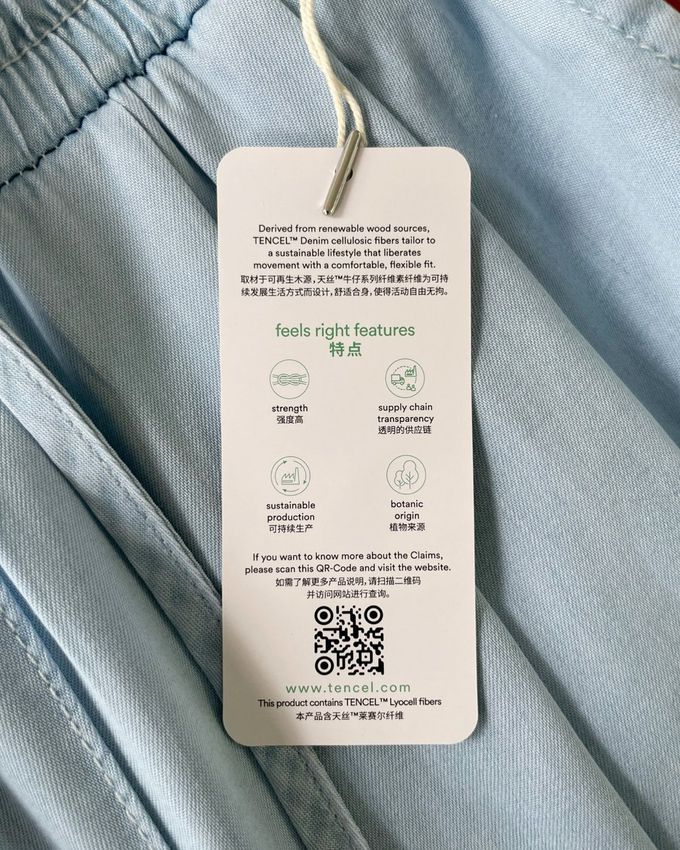 Derived from renewable wood sources,
TENCEL™ Denim cellulosic fibers tailor to
a sustainable lifestyle that liberates
movement with a comfortable, flexible fit.
取材于可再生木源，天丝™牛仔系列纤维素纤维为可持
续发展生活方式而设计，舒适合身，使得活动自由无拘。
feels right features
特点
strength
强度高
supply chain
transparency
透明的供应链
sustainable
production
可持续生产
botanic
origin
植物来源
If you want to know more about the Claims,
please scan this QR-Code and visit the website.
如需了解更多产品说明，请扫描二维码
并访问网站进行查询。
www.tencel.com
This product contains TENCEL™ Lyocell fibers
本产品含天丝™莱赛尔纤维